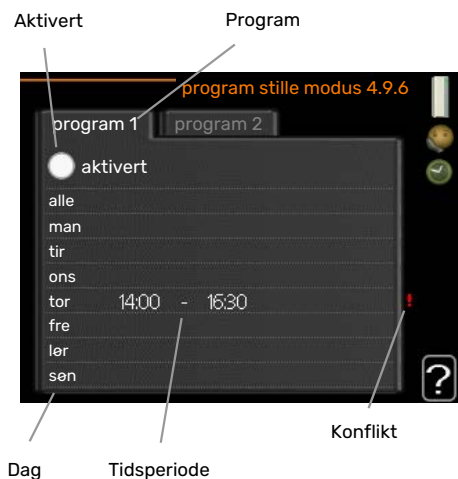 Aktivert Program
program stille modus 4.9.6
program 1 program 2
aktivert
alle
man
tir
ons
tor 14:00 - 16:30 !
fre
lør
søn
?
Konflikt
Dag Tidsperiode